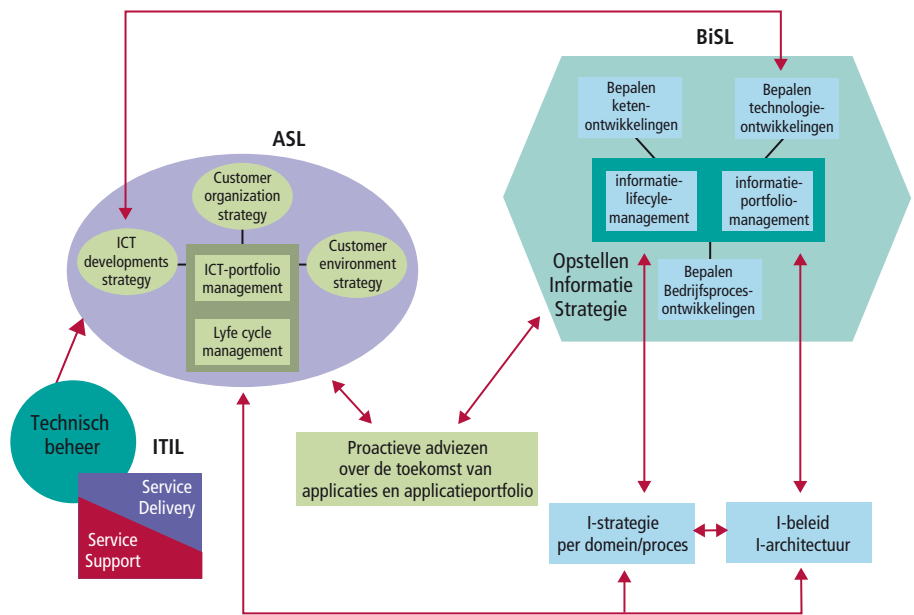 BiSL
Bepalen
keten-
ontwikkelingen
Bepalen
technologie-
ontwikkelingen
informatie-
lifecyle-
management
informatie-
portfolio-
management
Opstellen
Informatie
Strategie
Bepalen
Bedrijfsproces-
ontwikkelingen
ASL
Customer
organization
strategy
ICT
developments
strategy
Customer
environment
strategy
ICT-portfolio
management
Lyfe cycle
management
Technisch
beheer
ITIL
Service
Delivery
Service
Support
Proactieve adviezen
over de toekomst van
applicaties en applicatieportfolio
I-strategie
per domein/proces
I-beleid
I-architectuur